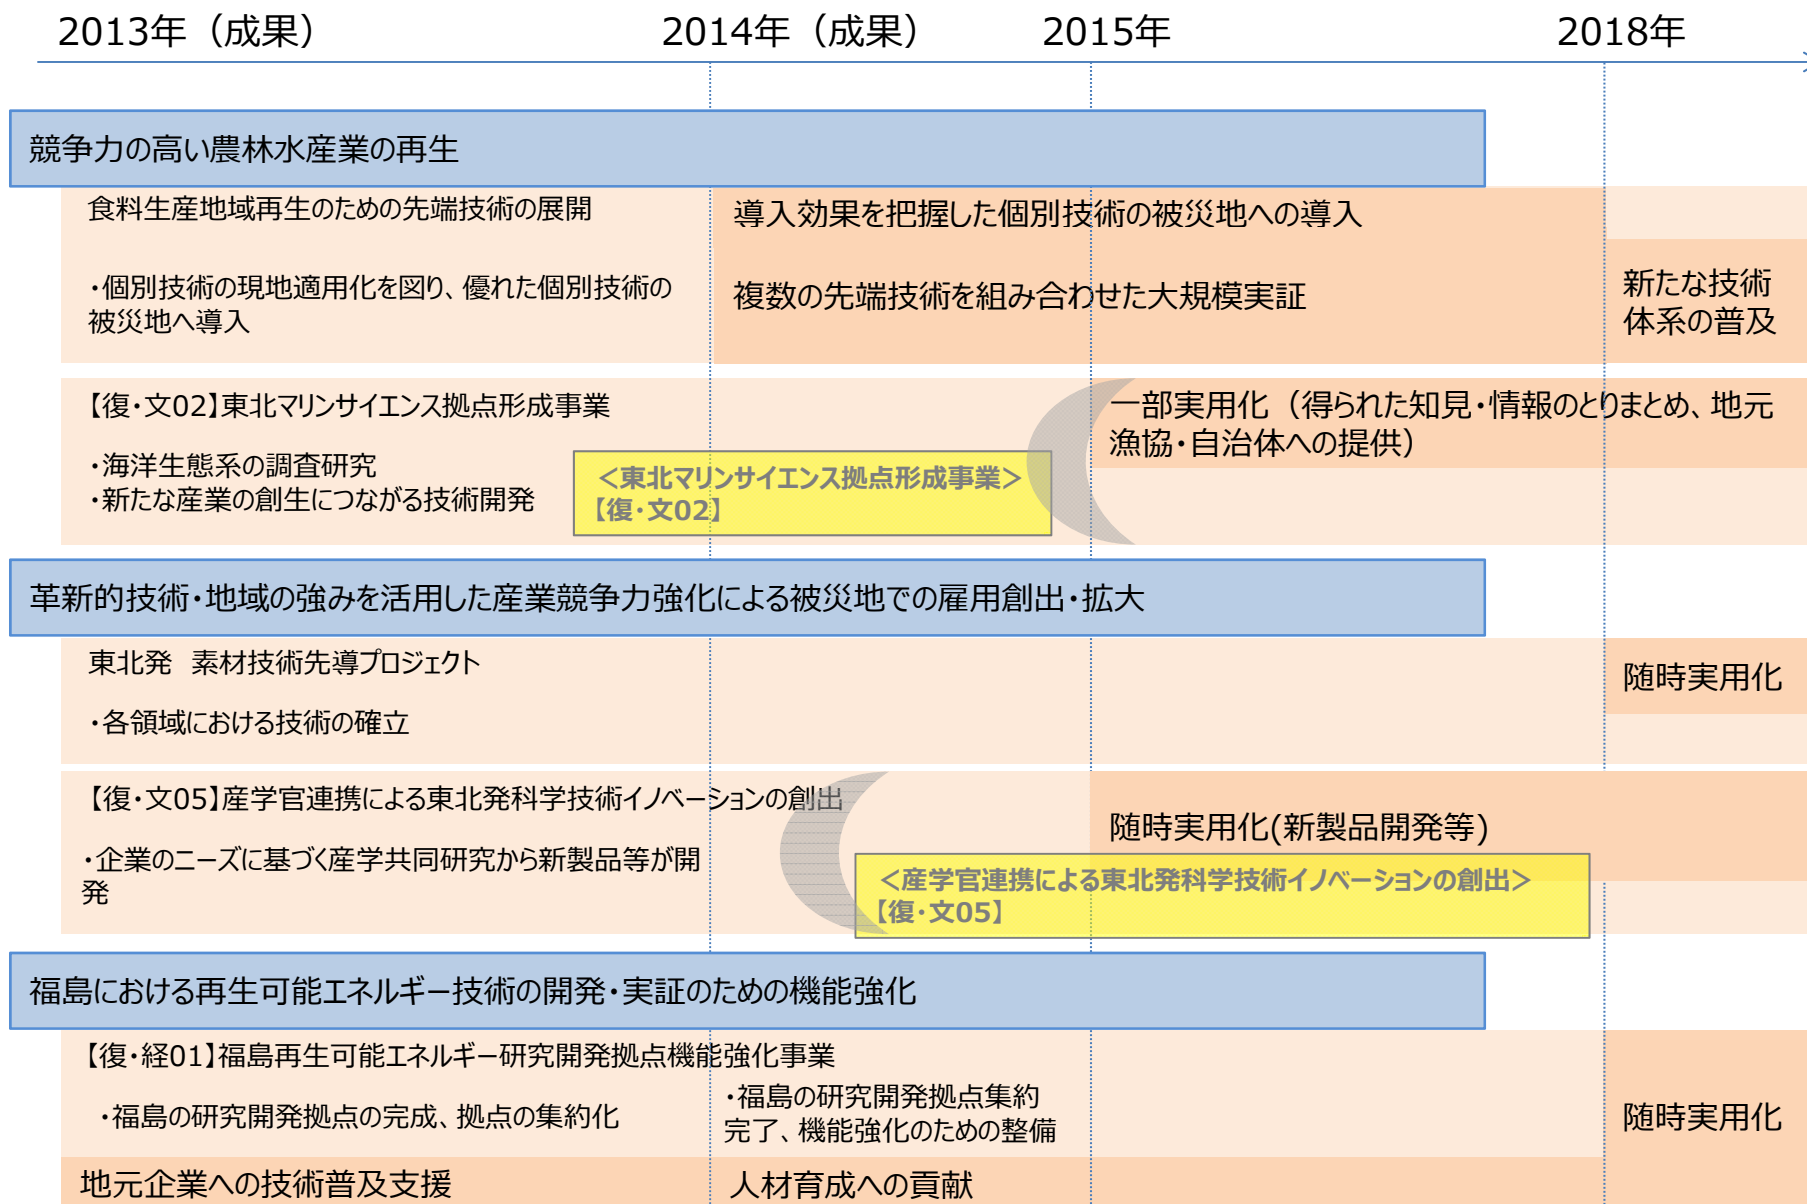 2013年（成果）
2014年（成果）
2015年
2018年
競争力の高い農林水産業の再生
食料生産地域再生のための先端技術の展開
・個別技術の現地適用化を図り、優れた個別技術の
被災地へ導入
導入効果を把握した個別技術の被災地への導入
複数の先端技術を組み合わせた大規模実証
新たな技術
体系の普及
【復・文02】東北マリンサイエンス拠点形成事業
・海洋生態系の調査研究
・新たな産業の創生につながる技術開発
＜東北マリンサイエンス拠点形成事業＞
【復・文02】
一部実用化（得られた知見・情報のとりまとめ、地元
漁協・自治体への提供）
革新的技術・地域の強みを活用した産業競争力強化による被災地での雇用創出・拡大
東北発　素材技術先導プロジェクト
・各領域における技術の確立
随時実用化
【復・文05】産学官連携による東北発科学技術イノベーションの創出
・企業のニーズに基づく産学共同研究から新製品等が開
発
随時実用化(新製品開発等)
＜産学官連携による東北発科学技術イノベーションの創出＞
【復・文05】
福島における再生可能エネルギー技術の開発・実証のための機能強化
【復・経01】福島再生可能エネルギー研究開発拠点機能強化事業
・福島の研究開発拠点の完成、拠点の集約化
・福島の研究開発拠点集約
完了、機能強化のための整備
随時実用化
地元企業への技術普及支援
人材育成への貢献